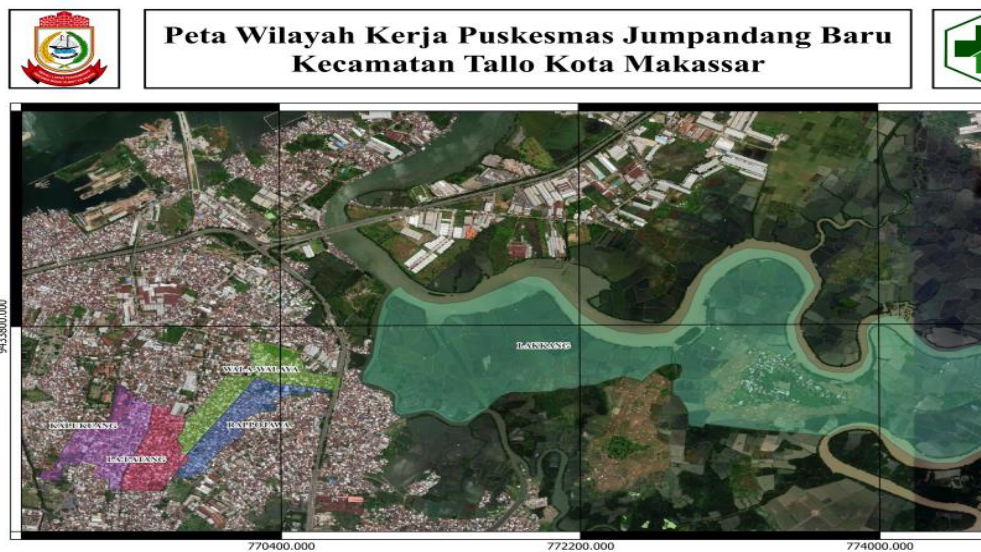 Peta Wilayah Kerja Puskesmas Jumpandang Baru
Kecamatan Tallo Kota Makassar
9433800.000
LAKKANG
WALA-WALAYA
KALUKUANG
RAPPOJAWA
LA'LATANG
770400.000
772200.000
774000.000